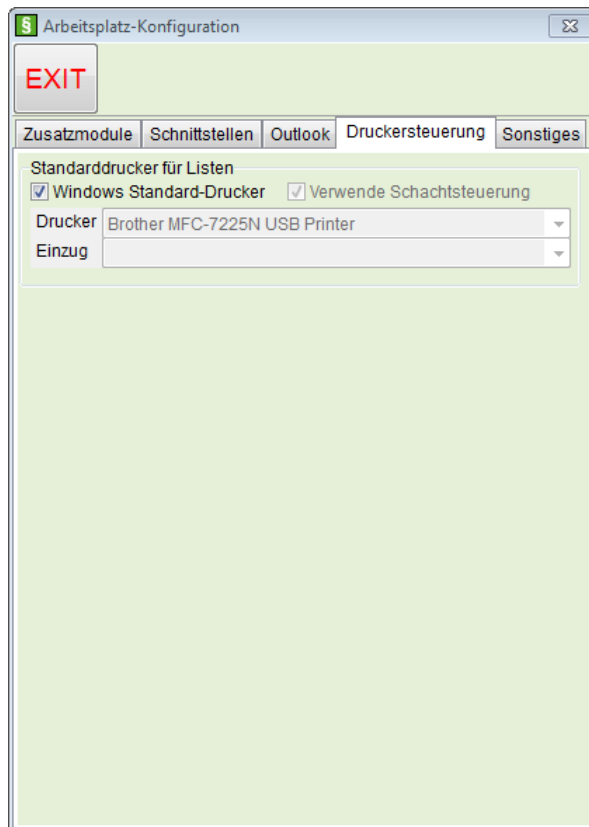 § Arbeitsplatz-Konfiguration
EXIT
Zusatzmodule Schnittstellen Outlook Druckersteuerung Sonstiges
Standarddrucker für Listen
Windows Standard-Drucker Verwende Schachtsteuerung
Drucker Brother MFC-7225N USB Printer
Einzug